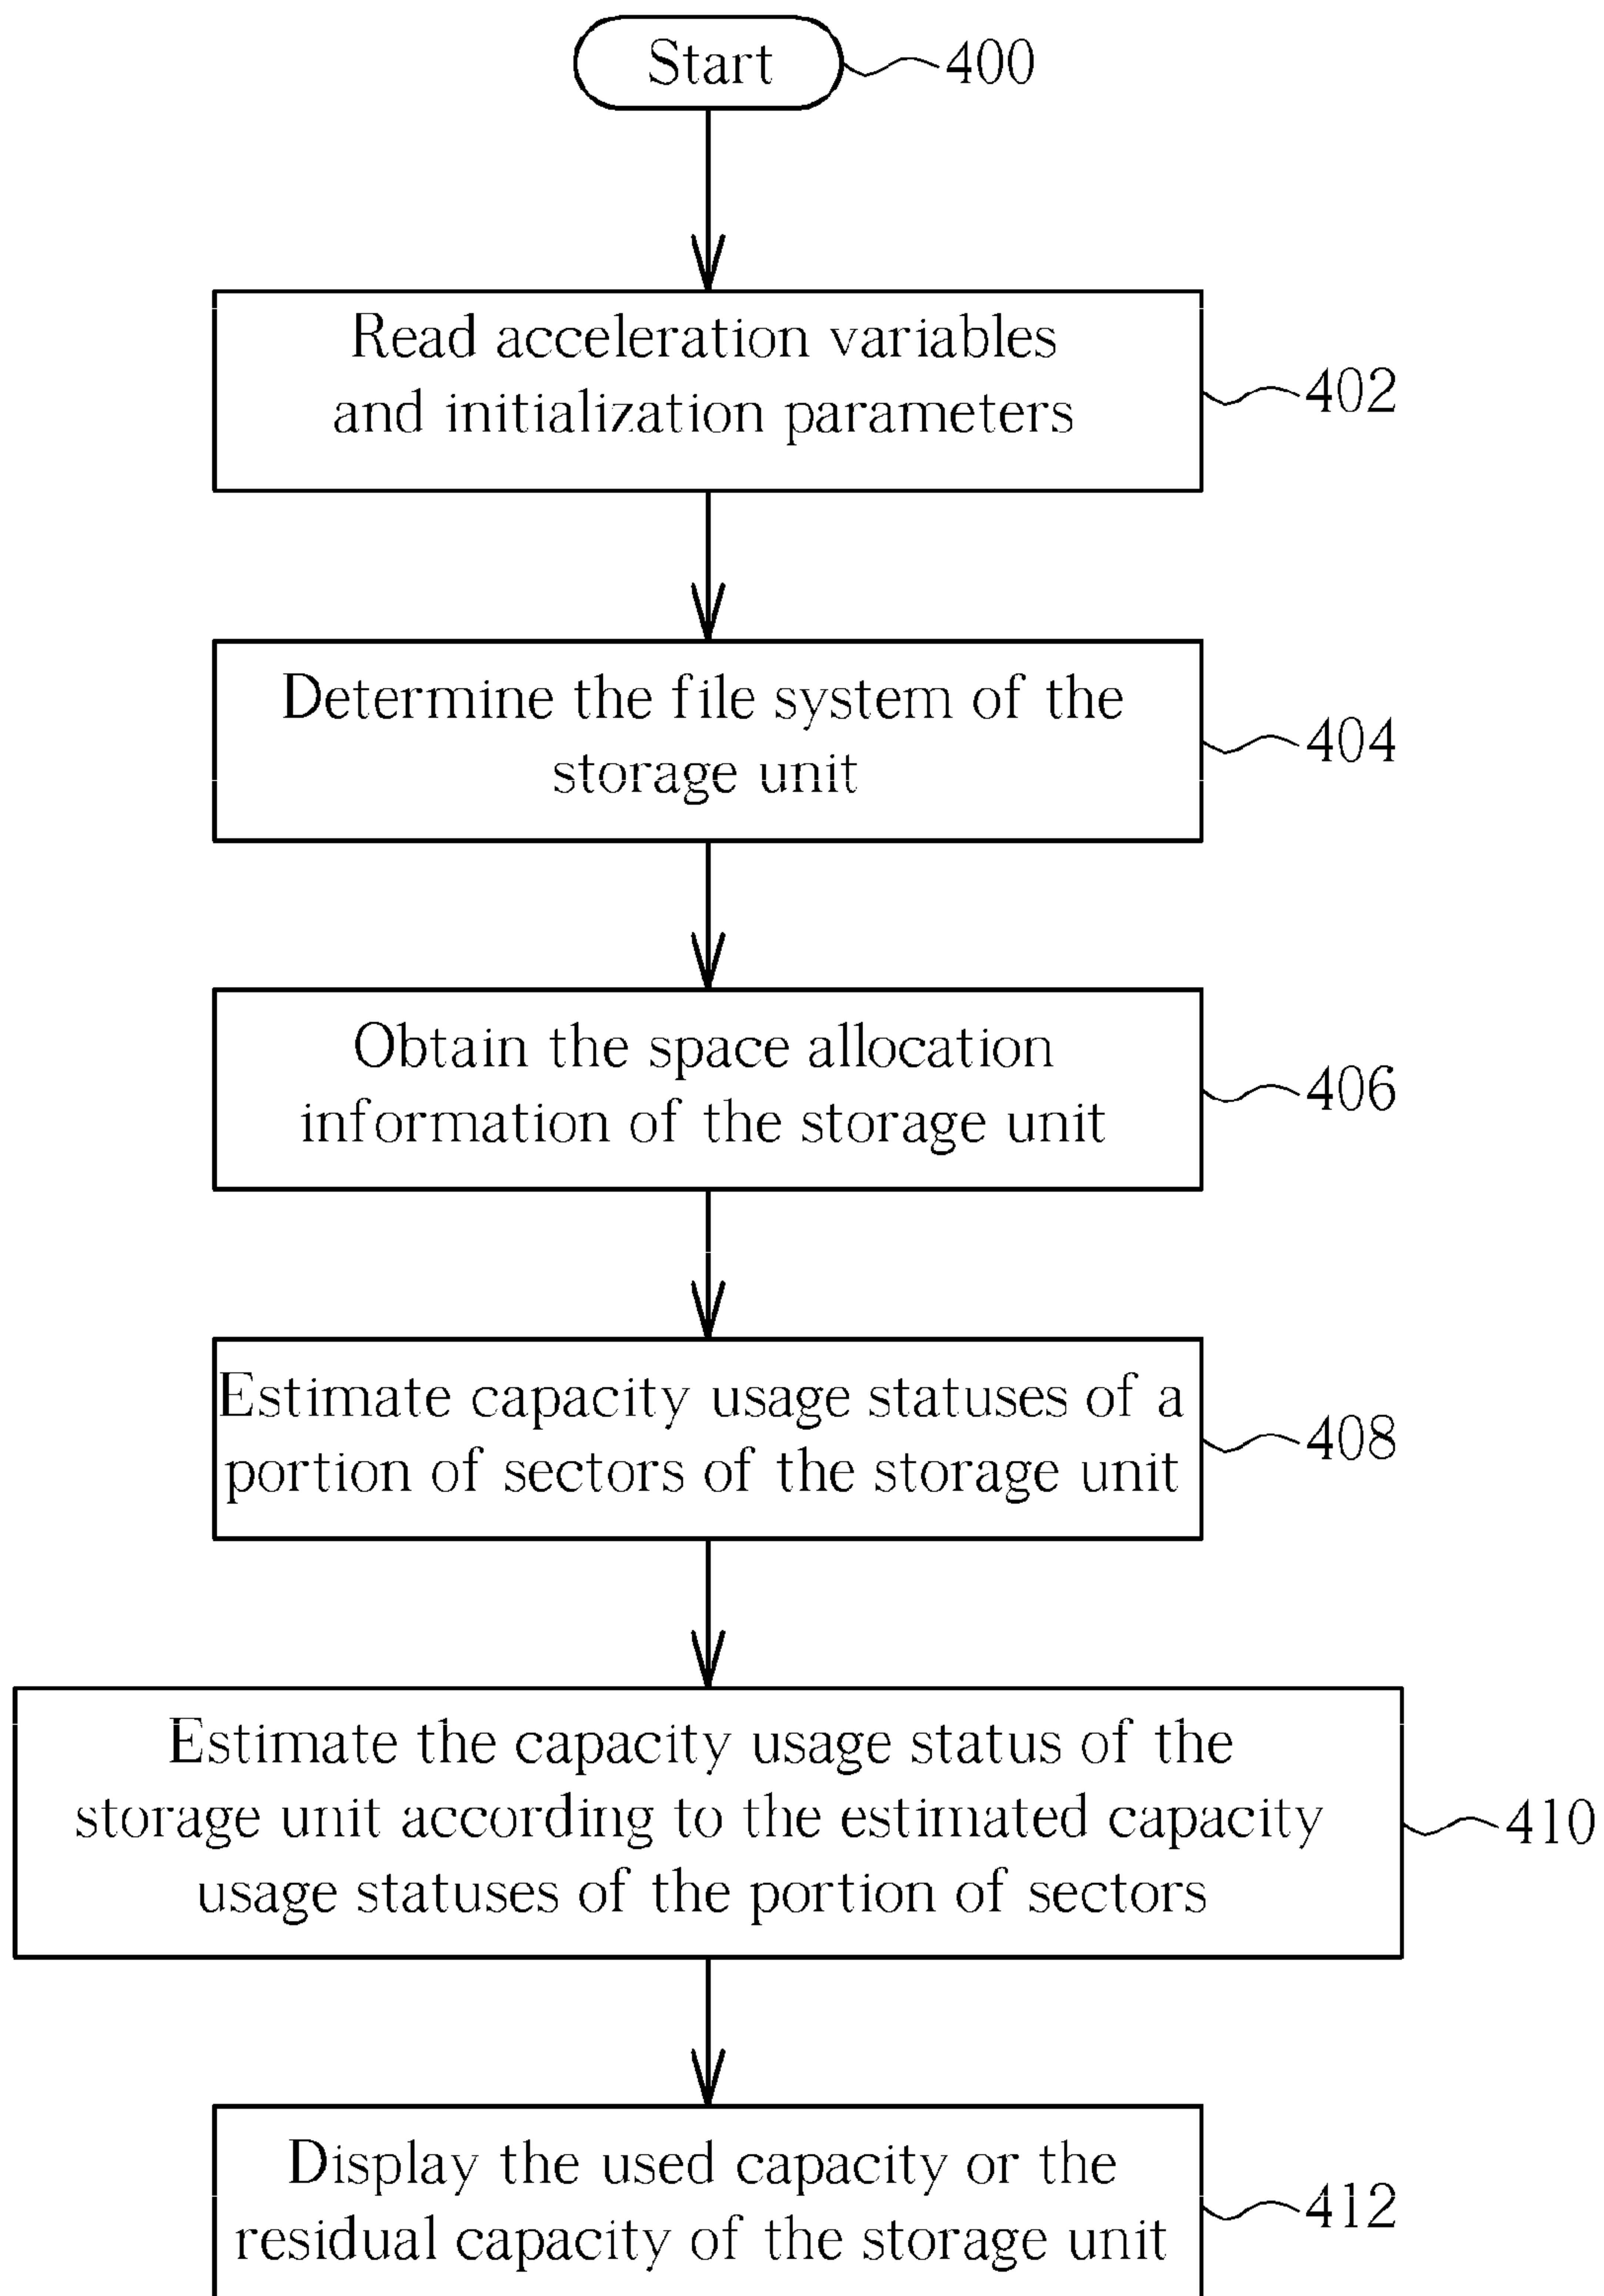 Start
400
Read acceleration variables
and initialization parameters
402
Determine the file system of the
storage unit
404
Obtain the space allocation
information of the storage unit
406
Estimate capacity usage statuses of a
portion of sectors of the storage unit
408
Estimate the capacity usage status of the
storage unit according to the estimated capacity
usage statuses of the portion of sectors
410
Display the used capacity or the
residual capacity of the storage unit
412